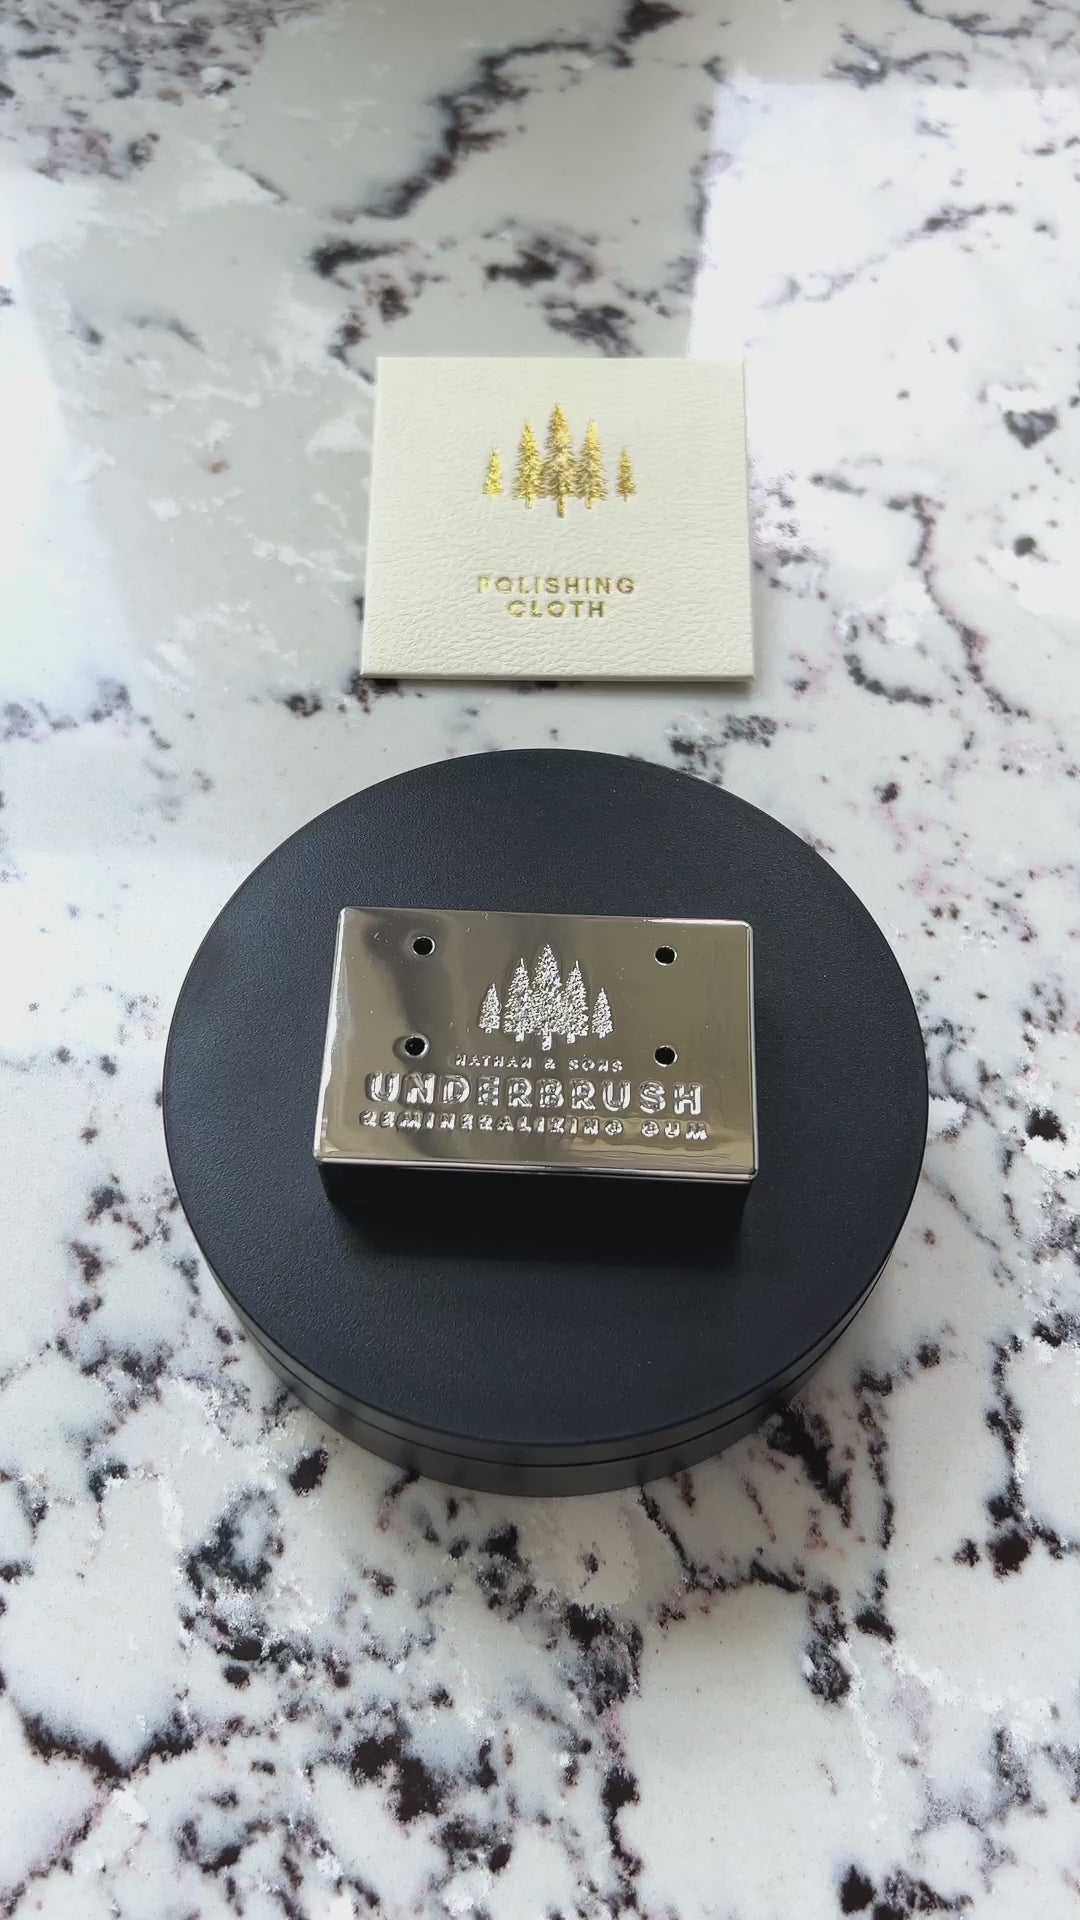 POLISHING
CLOTH
NATHAN & SONS
UNDERBRUSH
REMINERALIZING GUM